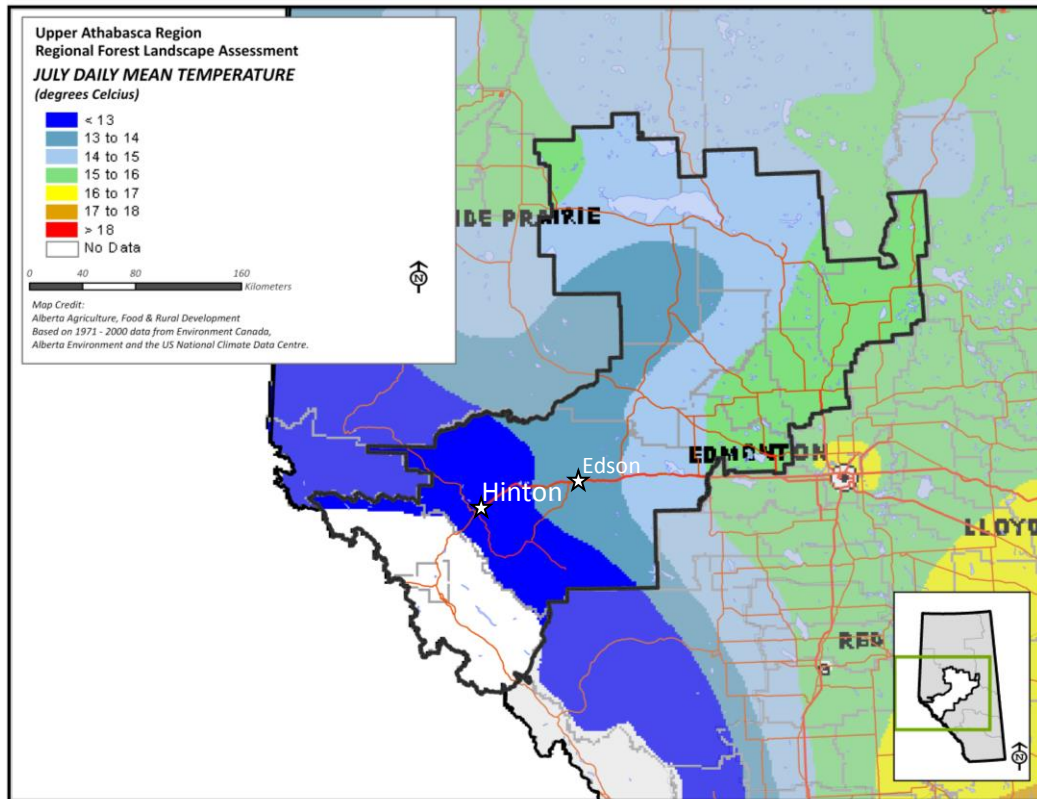 Upper Athabasca Region
Regional Forest Landscape Assessment
JULY DAILY MEAN TEMPERATURE
(degrees Celcius)
< 13
13 to 14
14 to 15
15 to 16
16 to 17
17 to 18
> 18
No Data
0 40 80 160
Kilometers
N
Map Credit:
Alberta Agriculture, Food & Rural Development
Based on 1971 - 2000 data from Environment Canada,
Alberta Environment and the US National Climate Data Centre.
IDE PRAIRIE
EDMONTON
Edson
Hinton
LLOYD
RED
N